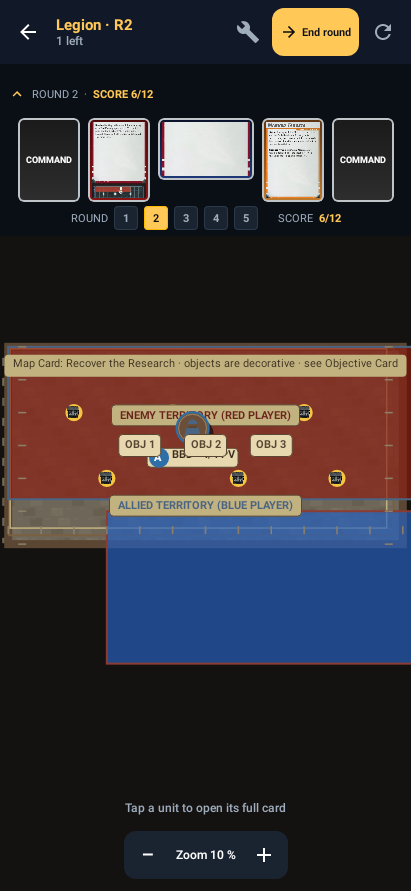 Legion · R2
1 left
End round
ROUND 2 · SCORE 6/12
COMMAND
COMMAND
ROUND 1 2 3 4 5 SCORE 6/12
Map Card: Recover the Research · objects are decorative · see Objective Card
ENEMY TERRITORY (RED PLAYER)
OBJ 1
OBJ 2
OBJ 3
A
ALLIED TERRITORY (BLUE PLAYER)
Tap a unit to open its full card
− Zoom 10 % +